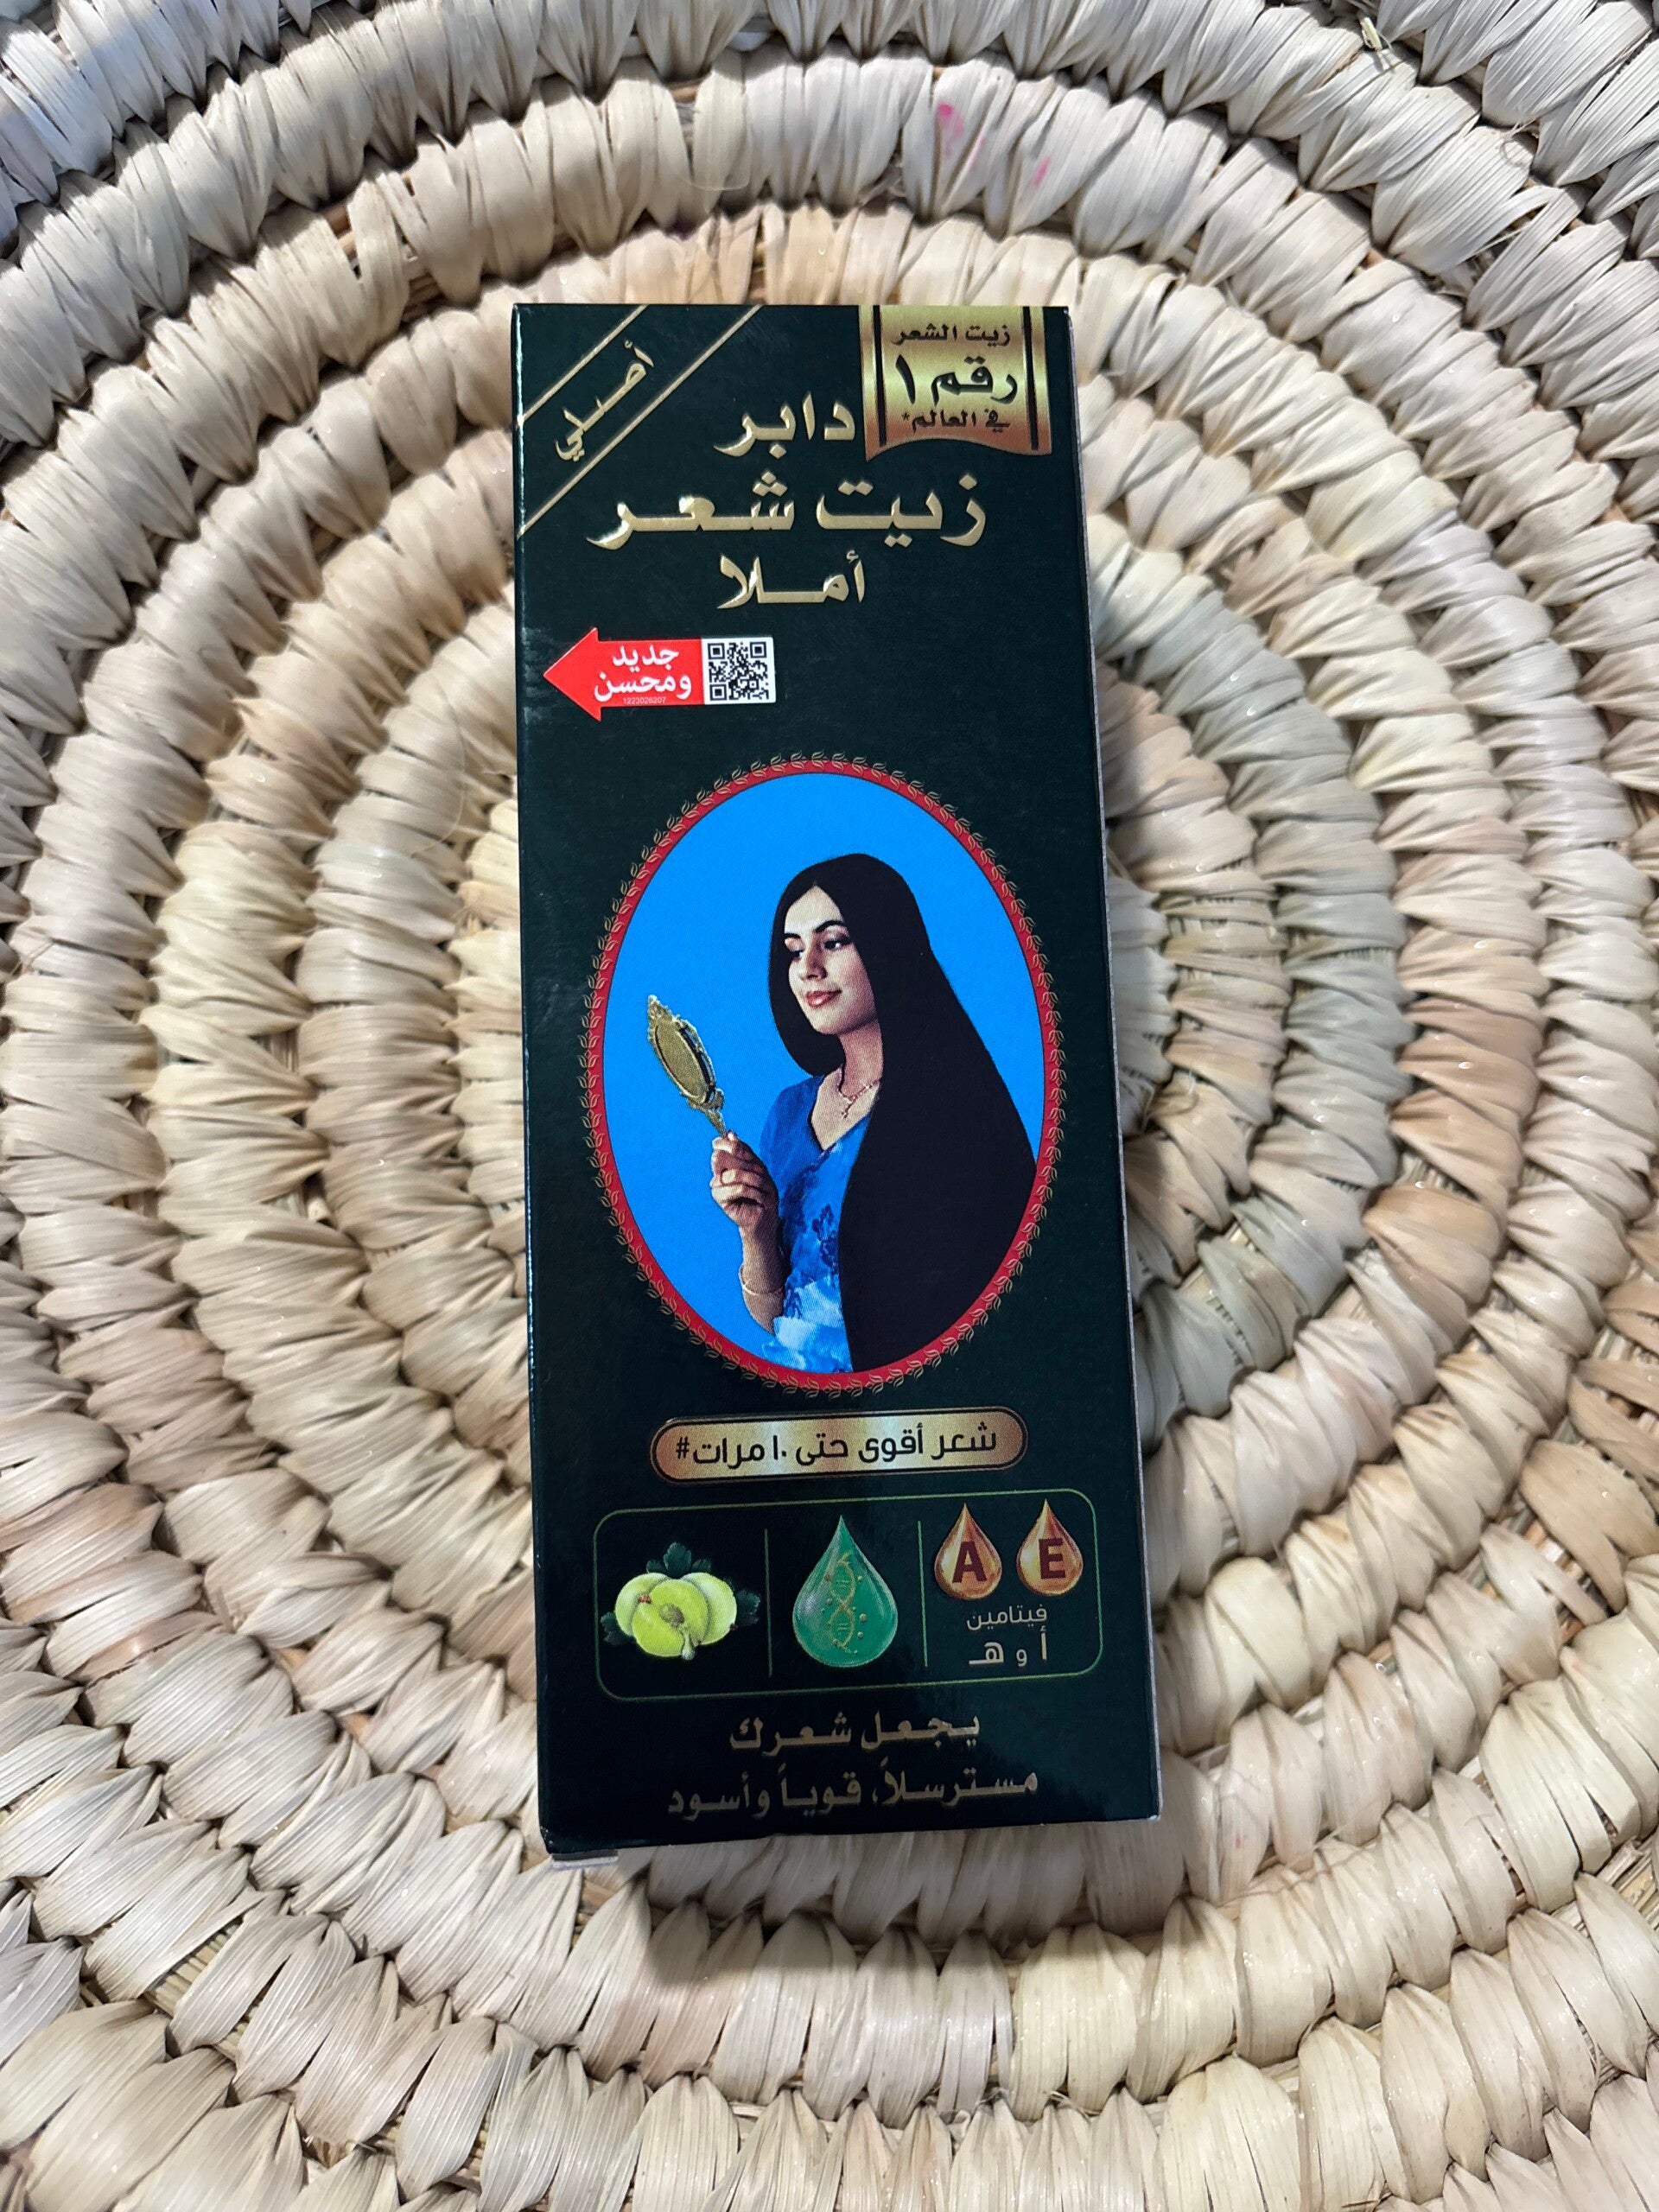 زيت الشعر
رقم ١
في العالم*
أصلي
دابر
زيت شعر
أملا
جديد
ومحسن
1223026207
شعر أقوى حتى ١٠ مرات#
A E
فيتامين
أ و هـ
يجعل شعرك
مسترسلاً، قوياً وأسود